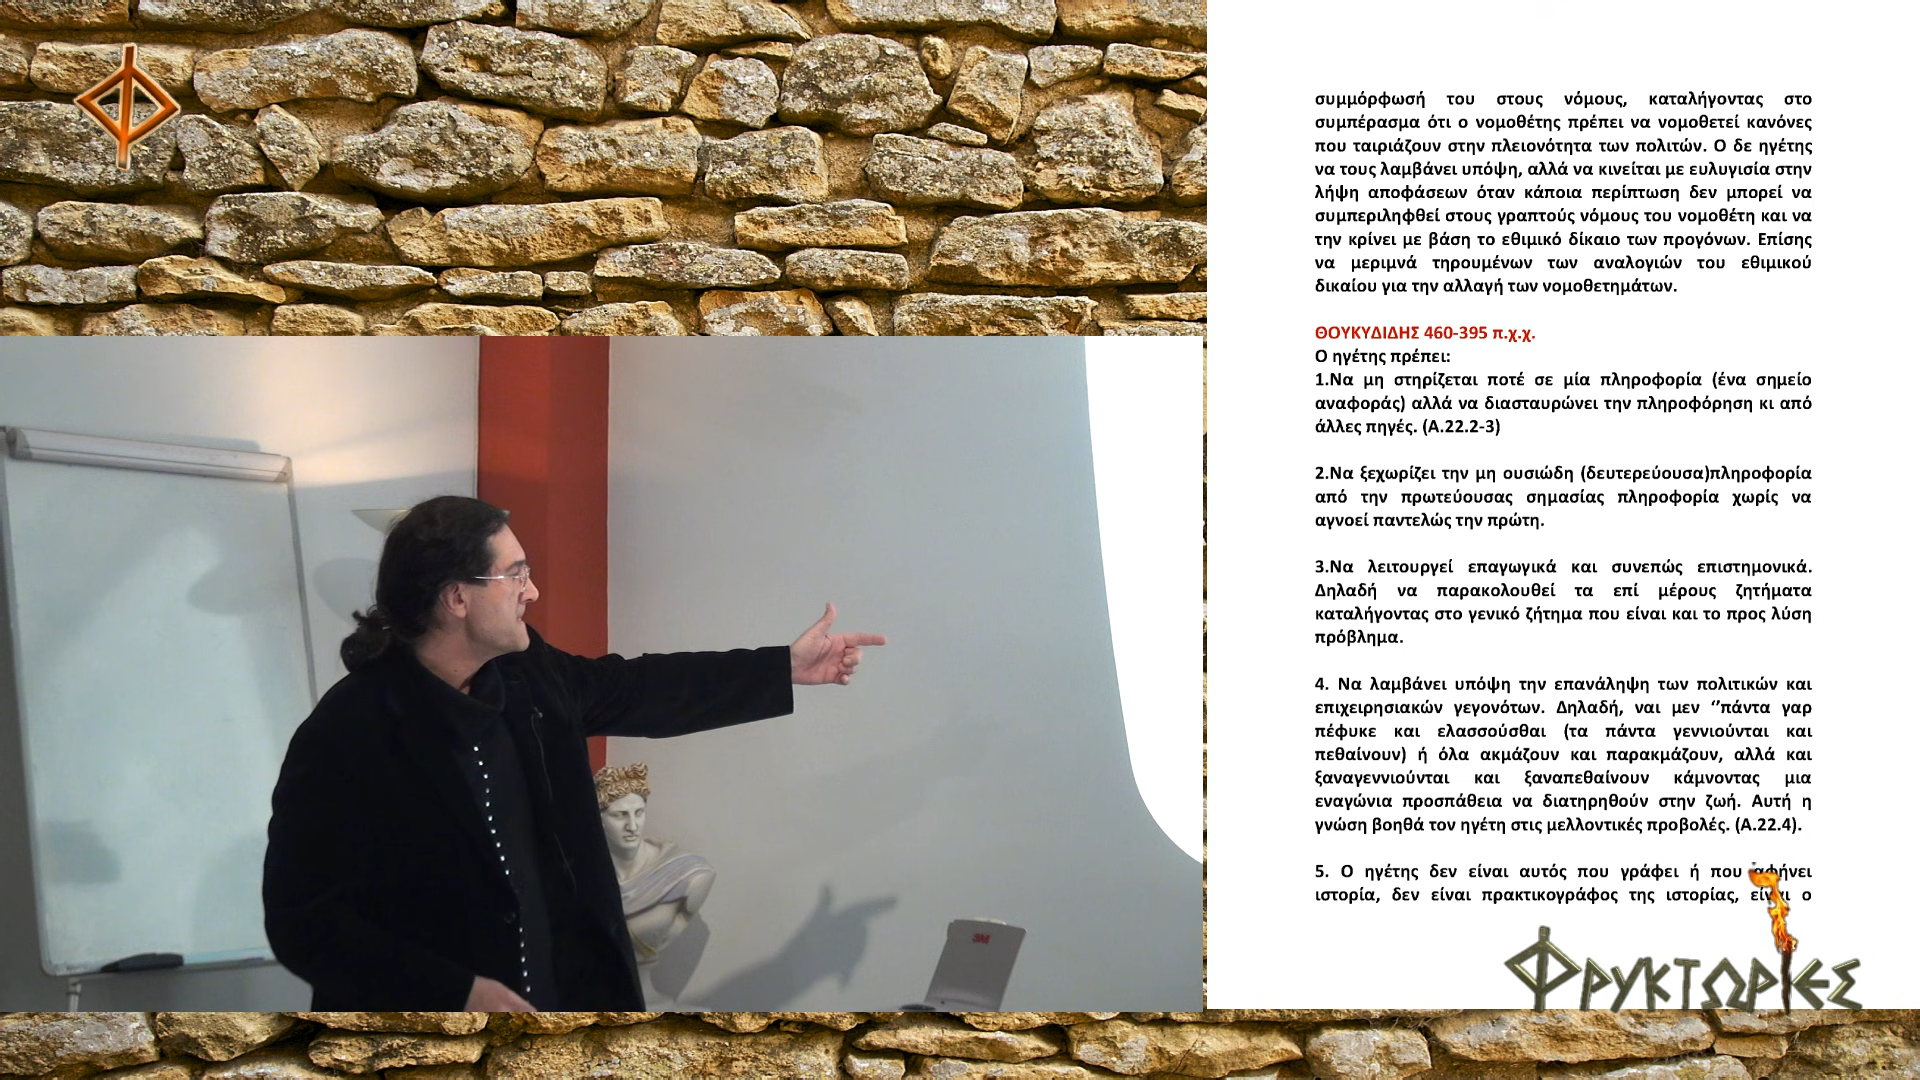 συμμόρφωσή του στους νόμους, καταλήγοντας στο
συμπέρασμα ότι ο νομοθέτης πρέπει να νομοθετεί κανόνες
που ταιριάζουν στην πλειονότητα των πολιτών. Ο δε ηγέτης
να τους λαμβάνει υπόψη, αλλά να κινείται με ευλυγισία στην
λήψη αποφάσεων όταν κάποια περίπτωση δεν μπορεί να
συμπεριληφθεί στους γραπτούς νόμους του νομοθέτη και να
την κρίνει με βάση το εθιμικό δίκαιο των προγόνων. Επίσης
να μεριμνά τηρουμένων των αναλογιών του εθιμικού
δικαίου για την αλλαγή των νομοθετημάτων.
ΘΟΥΚΥΔΙΔΗΣ 460-395 π.χ.χ.
Ο ηγέτης πρέπει:
1.Να μη στηρίζεται ποτέ σε μία πληροφορία (ένα σημείο
αναφοράς) αλλά να διασταυρώνει την πληροφόρηση κι από
άλλες πηγές. (Α.22.2-3)
2.Να ξεχωρίζει την μη ουσιώδη (δευτερεύουσα)πληροφορία
από την πρωτεύουσας σημασίας πληροφορία χωρίς να
αγνοεί παντελώς την πρώτη.
3.Να λειτουργεί επαγωγικά και συνεπώς επιστημονικά.
Δηλαδή να παρακολουθεί τα επί μέρους ζητήματα
καταλήγοντας στο γενικό ζήτημα που είναι και το προς λύση
πρόβλημα.
4. Να λαμβάνει υπόψη την επανάληψη των πολιτικών και
επιχειρησιακών γεγονότων. Δηλαδή, ναι μεν ‘’πάντα γαρ
πέφυκε και ελασσούσθαι (τα πάντα γεννιούνται και
πεθαίνουν) ή όλα ακμάζουν και παρακμάζουν, αλλά και
ξαναγεννιούνται και ξαναπεθαίνουν κάμνοντας μια
εναγώνια προσπάθεια να διατηρηθούν στην ζωή. Αυτή η
γνώση βοηθά τον ηγέτη στις μελλοντικές προβολές. (Α.22.4).
5. Ο ηγέτης δεν είναι αυτός που γράφει ή που αφήνει
ιστορία, δεν είναι πρακτικογράφος της ιστορίας, είναι ο
ΦΡΥΚΤΩΡΙΕΣ
3M